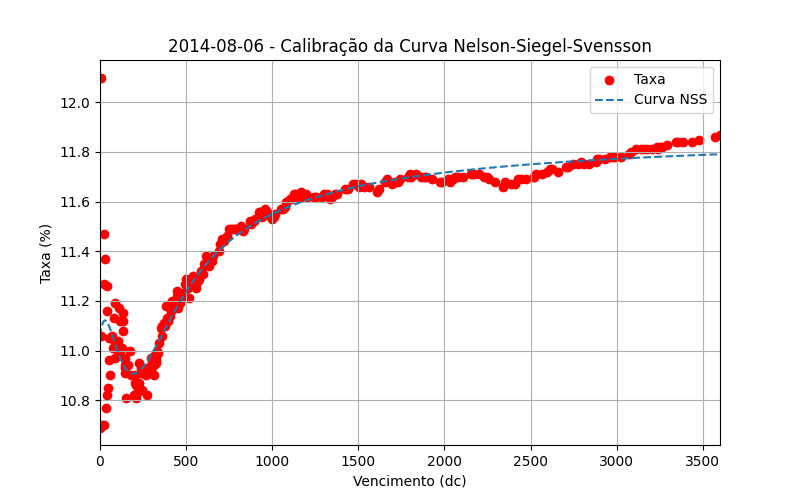 2014-08-06 - Calibração da Curva Nelson-Siegel-Svensson
Taxa
Curva NSS
Taxa (%)
12.0
11.8
11.6
11.4
11.2
11.0
10.8
0 500 1000 1500 2000 2500 3000 3500
Vencimento (dc)